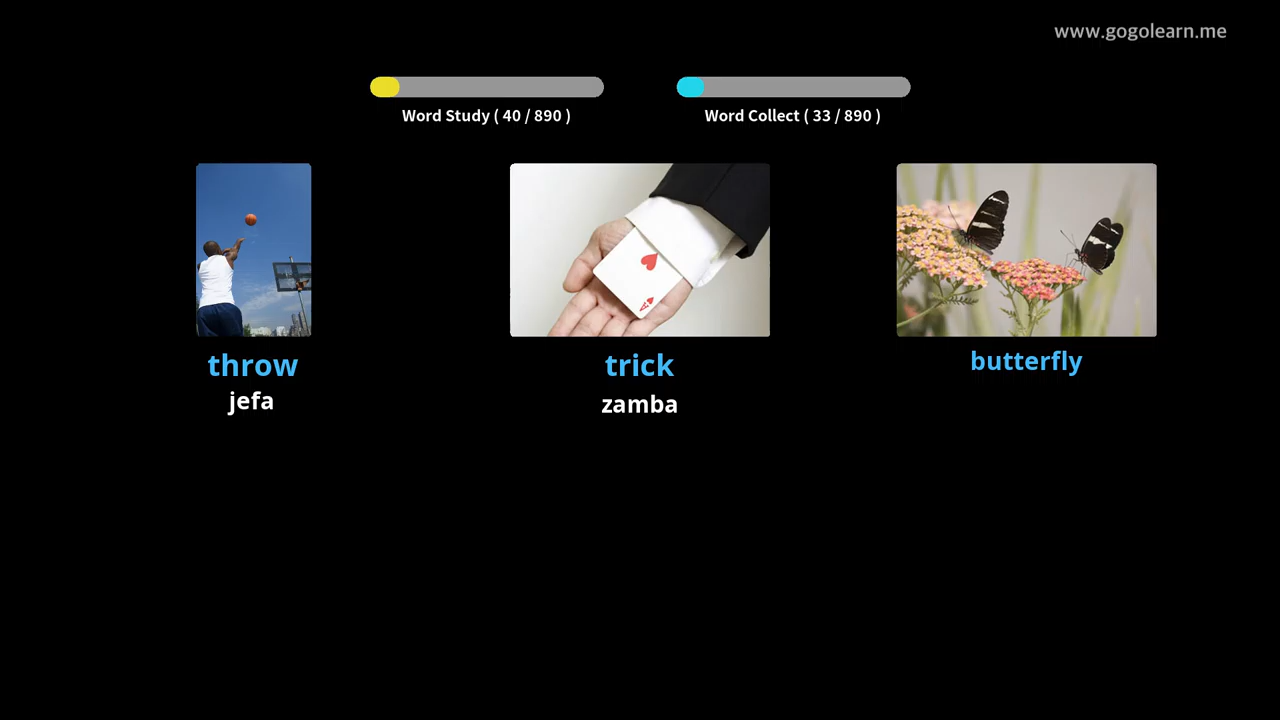 www.gogolearn.me
Word Study ( 40 / 890 )
Word Collect ( 33 / 890 )
throw
jefa
trick
zamba
butterfly